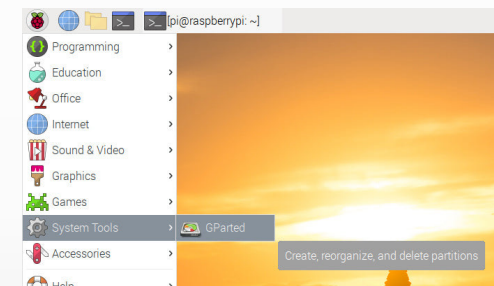 [pi@raspberrypi: ~]
Programming
Education
Office
Internet
Sound & Video
Graphics
Games
System Tools
GParted
Create, reorganize, and delete partitions
Accessories
Help